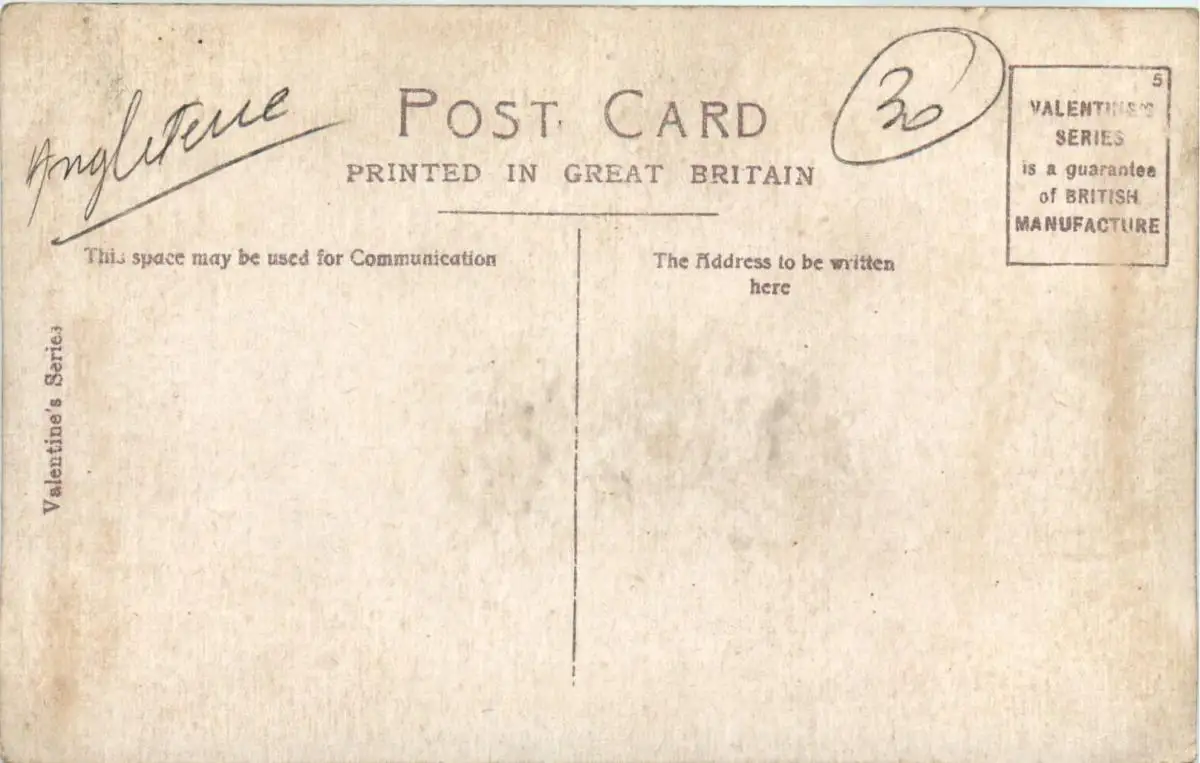 Angleterre
POST CARD
PRINTED IN GREAT BRITAIN
30
5
VALENTINE'S
SERIES
is a guarantee
of BRITISH
MANUFACTURE
This space may be used for Communication
The Address to be written
here
Valentine's Series